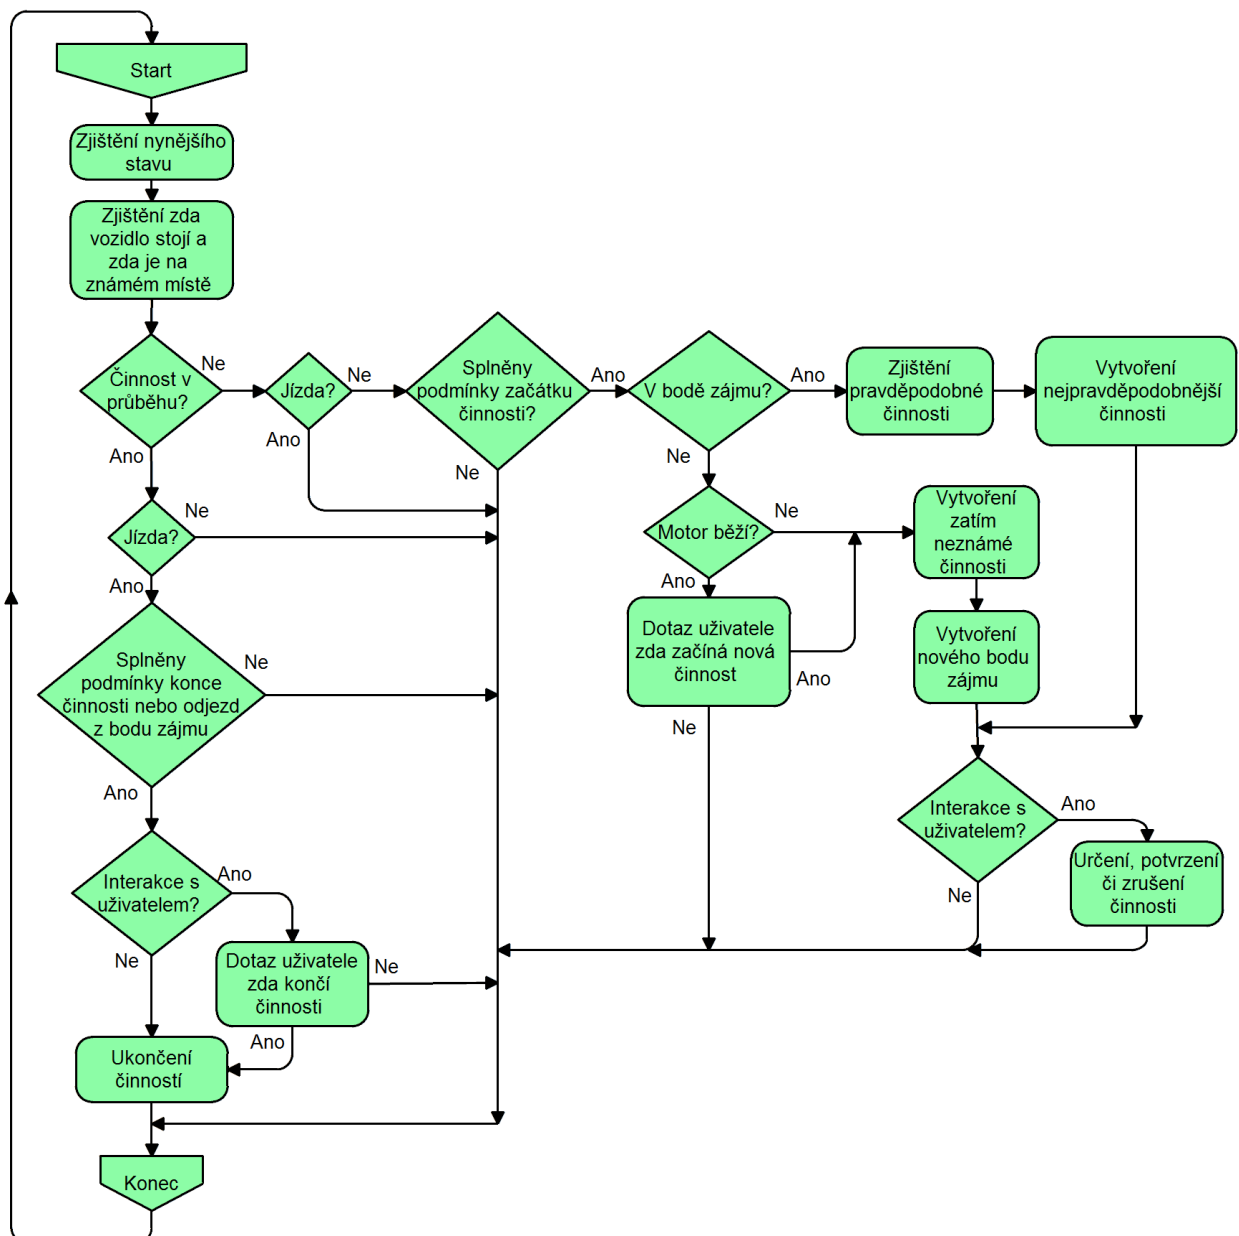 Start
Zjištění nynějšího
stavu
Zjištění zda
vozidlo stojí a
zda je na
známém místě
Činnost v
průběhu?
Ne
Ano
Jízda?
Ne
Ano
Splněny
podmínky začátku
činnosti?
Ano
Ne
V bodě zájmu?
Ano
Ne
Zjištění
pravděpodobné
činnosti
Vytvoření
nejpravděpodobnější
činnosti
Motor běží?
Ne
Ano
Vytvoření
zatím
neznámé
činnosti
Dotaz uživatele
zda začíná nová
činnost
Ano
Ne
Vytvoření
nového bodu
zájmu
Interakce s
uživatelem?
Ano
Ne
Určení, potvrzení
či zrušení
činnosti
Jízda?
Ne
Ano
Splněny
podmínky konce
činnosti nebo odjezd
z bodu zájmu
Ne
Ano
Interakce s
uživatelem?
Ano
Ne
Dotaz uživatele
zda končí
činnosti
Ne
Ano
Ukončení
činností
Konec